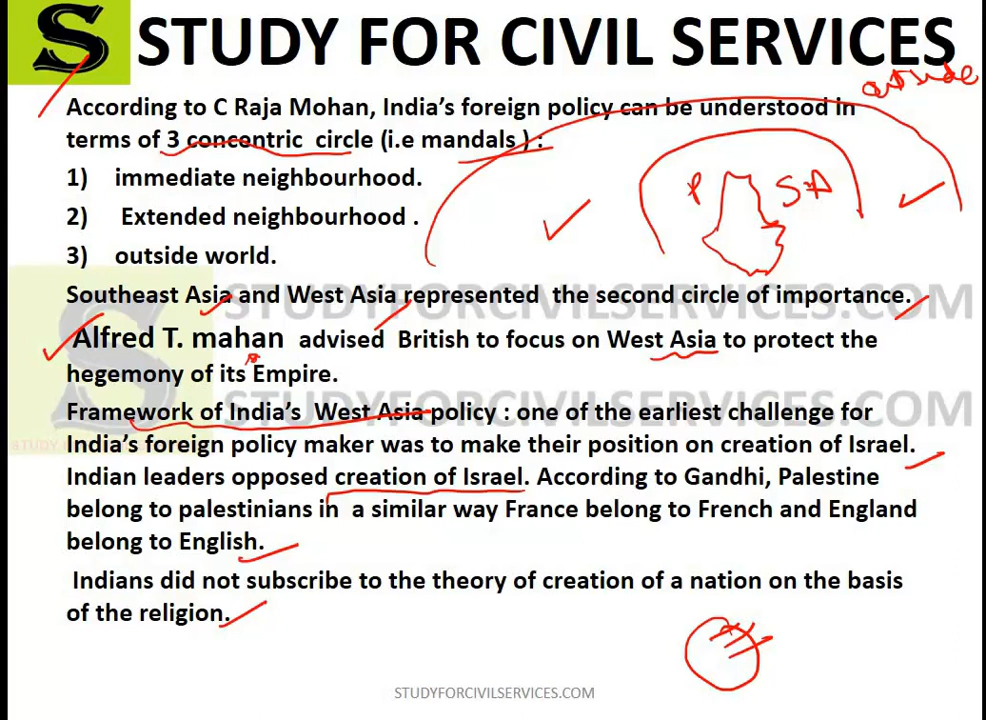 S STUDY FOR CIVIL SERVICES
outside
According to C Raja Mohan, India's foreign policy can be understood in
terms of 3 concentric circle (i.e mandals ) :
1) immediate neighbourhood.
P SA
2) Extended neighbourhood .
3) outside world.
Southeast Asia and West Asia represented the second circle of importance.
Alfred T. mahan advised British to focus on West Asia to protect the
hegemony of its Empire.
Framework of India's West Asia policy : one of the earliest challenge for
India's foreign policy maker was to make their position on creation of Israel.
Indian leaders opposed creation of Israel. According to Gandhi, Palestine
belong to palestinians in a similar way France belong to French and England
belong to English.
Indians did not subscribe to the theory of creation of a nation on the basis
of the religion.
STUDYFORCIVILSERVICES.COM